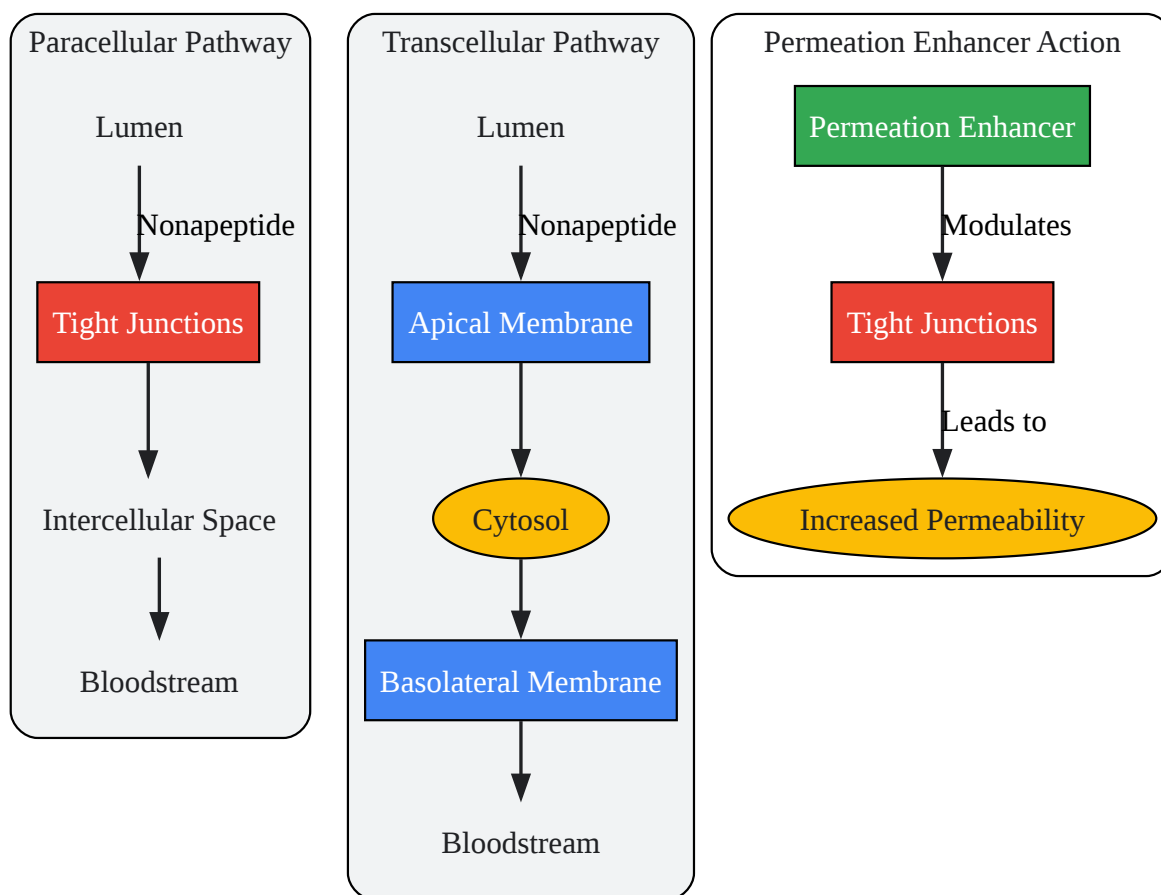 Paracellular Pathway
Lumen
Nonapeptide
Tight Junctions
Intercellular Space
Bloodstream
Transcellular Pathway
Lumen
Nonapeptide
Apical Membrane
Cytosol
Basolateral Membrane
Bloodstream
Permeation Enhancer Action
Permeation Enhancer
Modulates
Tight Junctions
Leads to
Increased Permeability